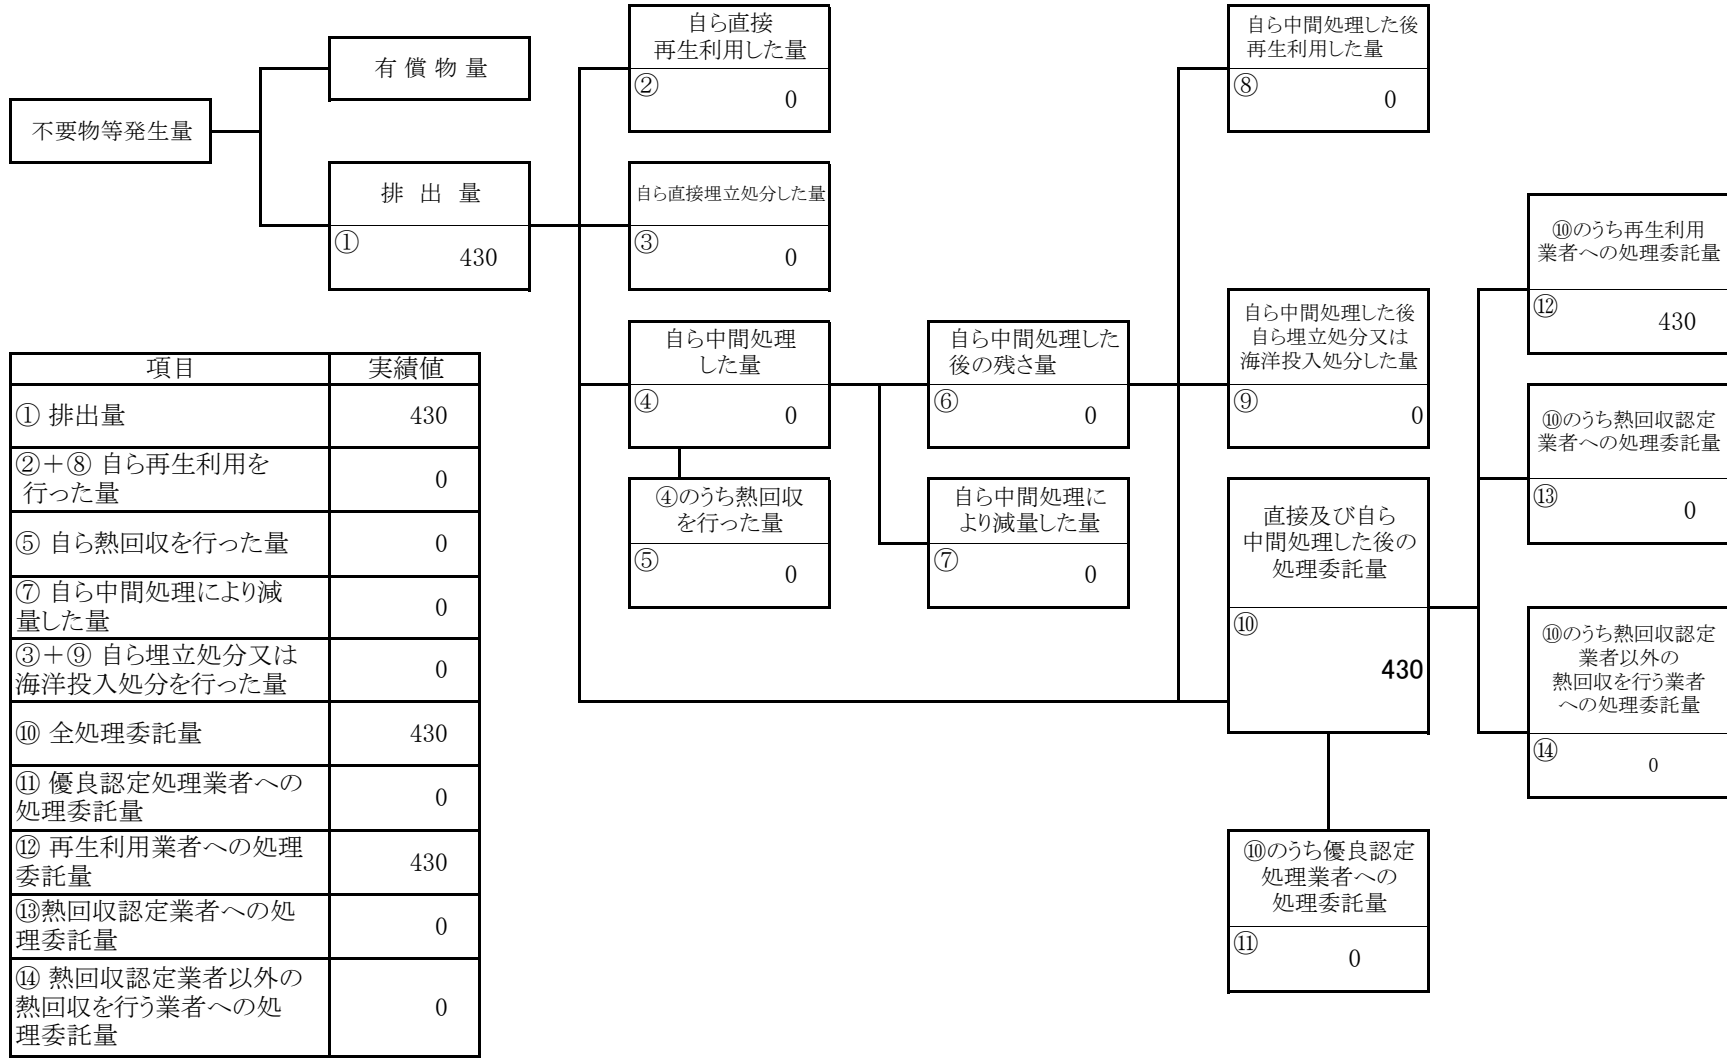 自ら直接
再生利用した量
②
0
自ら中間処理した後
再生利用した量
⑧
0
有 償 物 量
不要物等発生量
排 出 量
①
430
自ら直接埋立処分した量
③
0
⑩のうち再生利用
業者への処理委託量
⑫
430
自ら中間処理
した量
④
0
自ら中間処理した
後の残さ量
⑥
0
自ら中間処理した後
自ら埋立処分又は
海洋投入処分した量
⑨
0
⑩のうち熱回収認定
業者への処理委託量
⑬
0
④のうち熱回収
を行った量
⑤
0
自ら中間処理に
より減量した量
⑦
0
直接及び自ら
中間処理した後の
処理委託量
⑩
430
⑩のうち熱回収認定
業者以外の
熱回収を行う業者
への処理委託量
⑭
0
⑩のうち優良認定
処理業者への
処理委託量
⑪
0
項目 実績値
① 排出量 430
②＋⑧ 自ら再生利用を
行った量 0
⑤ 自ら熱回収を行った量 0
⑦ 自ら中間処理により減
量した量 0
③＋⑨ 自ら埋立処分又は
海洋投入処分を行った量 0
⑩ 全処理委託量 430
⑪ 優良認定処理業者への
処理委託量 0
⑫ 再生利用業者への処理
委託量 430
⑬熱回収認定業者への処
理委託量 0
⑭ 熱回収認定業者以外の
熱回収を行う業者への処
理委託量 0